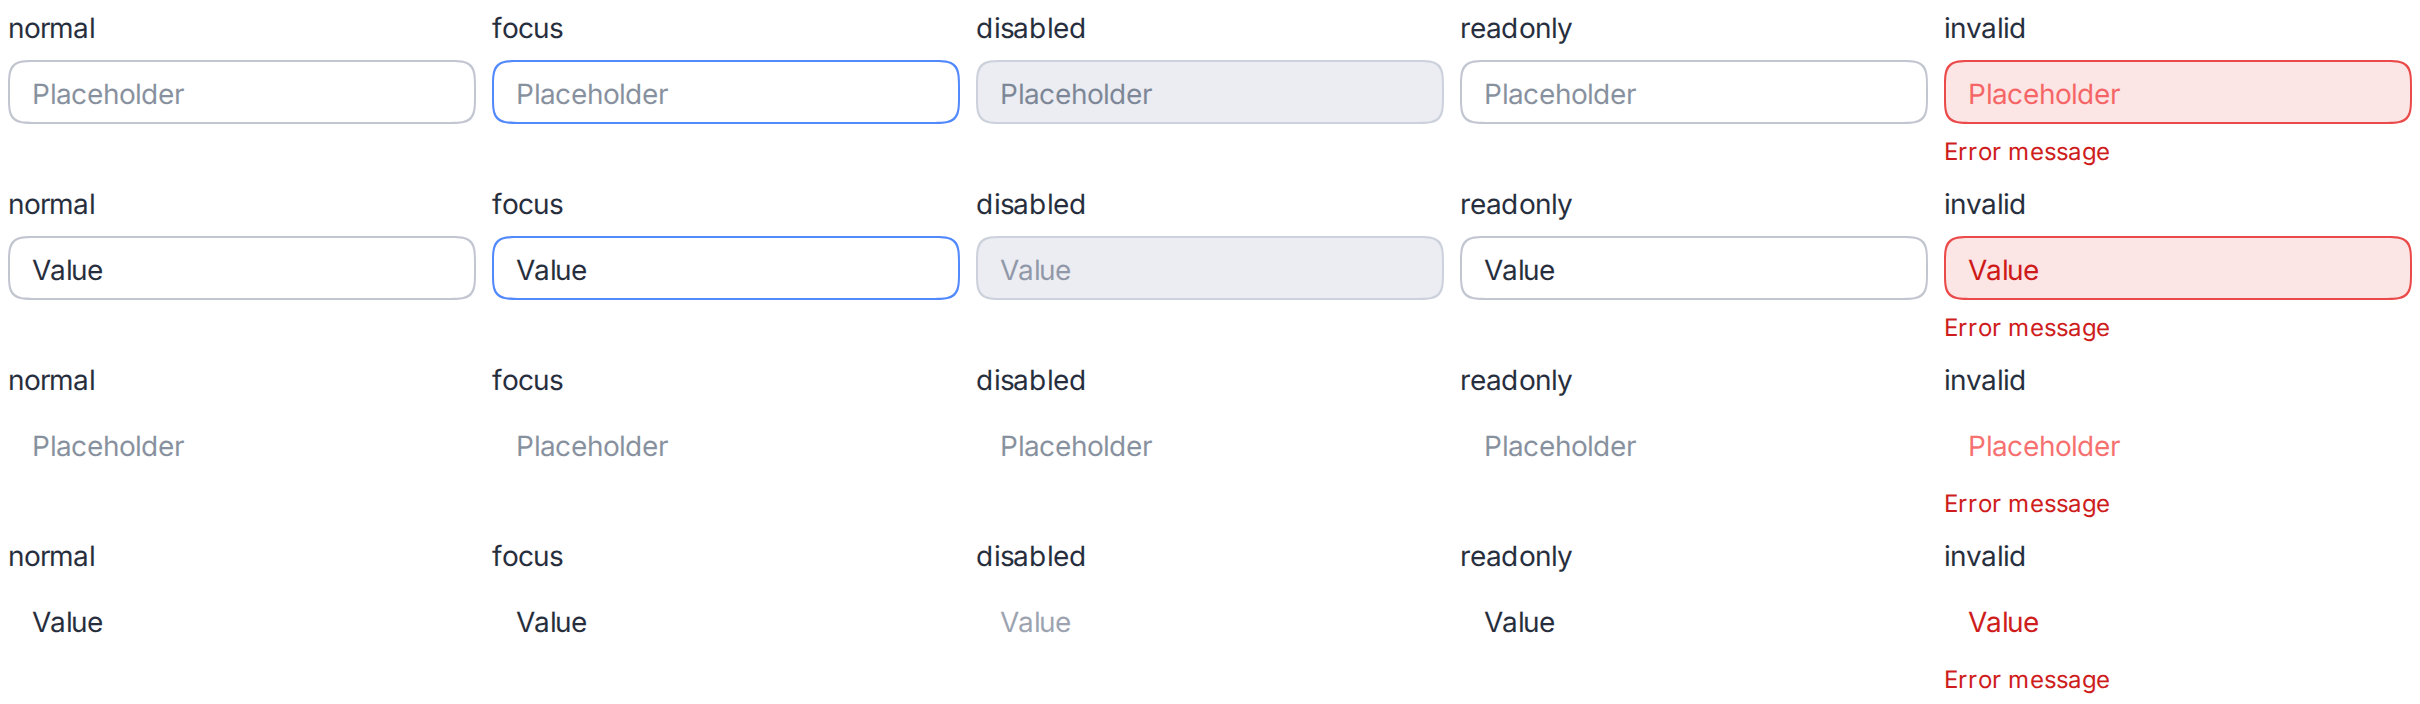 normal focus disabled readonly invalid
Placeholder Placeholder Placeholder Placeholder Placeholder
Error message
normal focus disabled readonly invalid
Value Value Value Value Value
Error message
normal focus disabled readonly invalid
Placeholder Placeholder Placeholder Placeholder Placeholder
Error message
normal focus disabled readonly invalid
Value Value Value Value Value
Error message